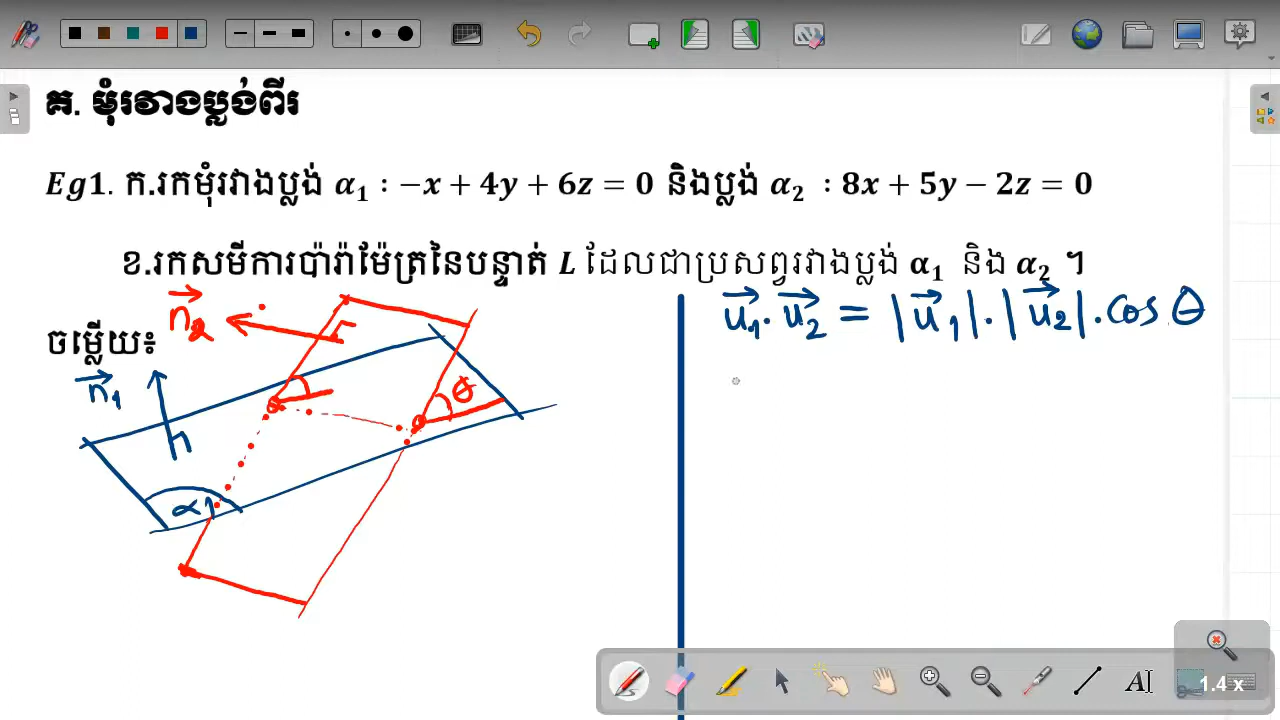 គ. មុំរវាងប្លង់ពីរ
Eg1. ក.រកមុំរវាងប្លង់ α₁ : −x + 4y + 6z = 0 និងប្លង់ α₂ : 8x + 5y − 2z = 0
ខ.រកសមីការប៉ារ៉ាម៉ែត្រនៃបន្ទាត់ L ដែលជាប្រសព្វរវាងប្លង់ α₁ និង α₂ ។
ចម្លើយ៖
n⃗₂
n⃗₁
θ
α₁
u⃗₁ . u⃗₂ = |u⃗₁| . |u⃗₂| . cos θ
AI
1.4 x